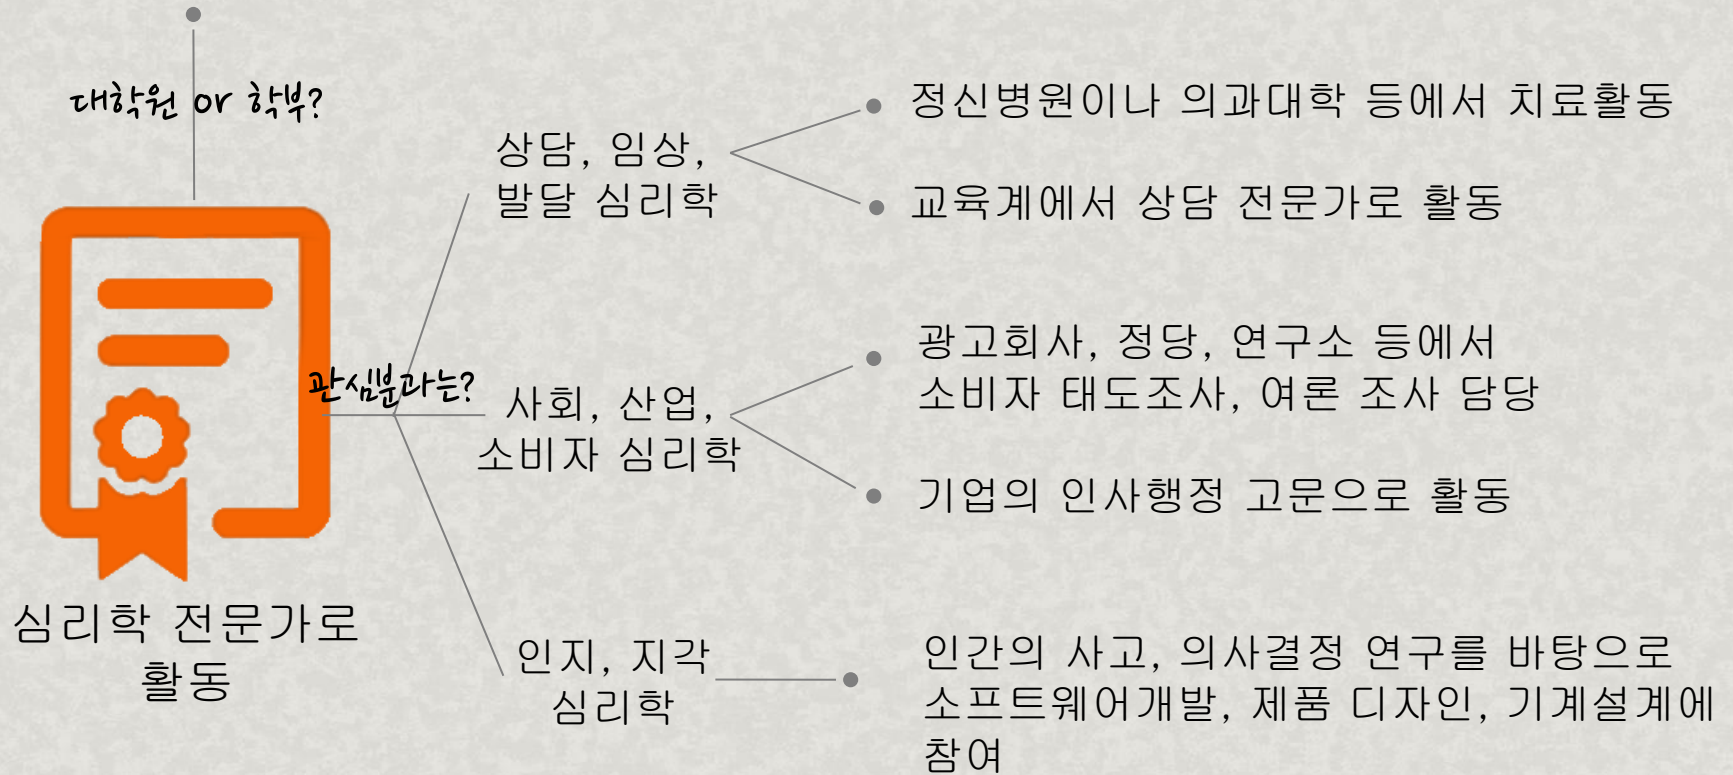 대학원 or 학부?
심리학 전문가로
활동
관심분과는?
상담, 임상,
발달 심리학
정신병원이나 의과대학 등에서 치료활동
교육계에서 상담 전문가로 활동
사회, 산업,
소비자 심리학
광고회사, 정당, 연구소 등에서
소비자 태도조사, 여론 조사 담당
기업의 인사행정 고문으로 활동
인지, 지각
심리학
인간의 사고, 의사결정 연구를 바탕으로
소프트웨어개발, 제품 디자인, 기계설계에
참여